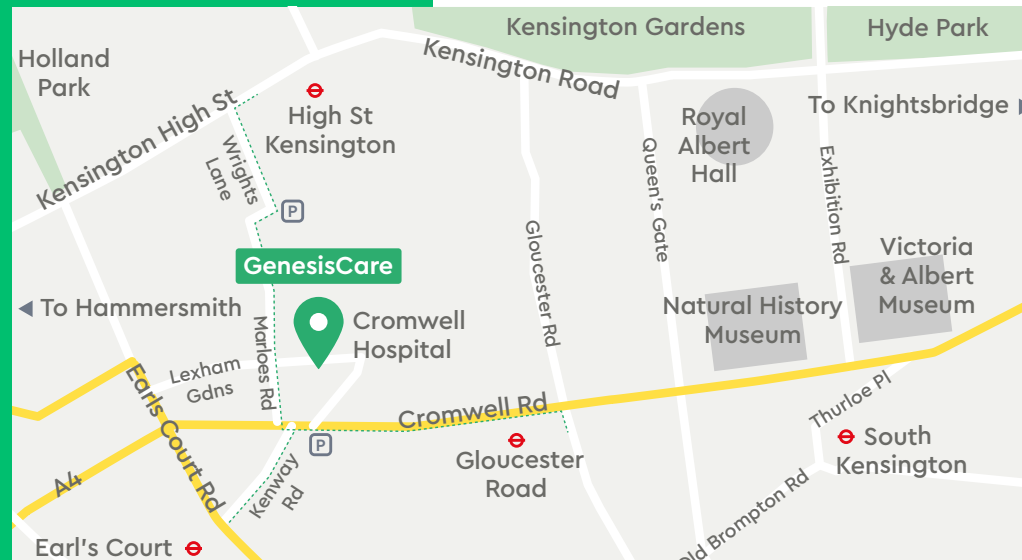 Kensington Gardens
Hyde Park
Holland
Park
Kensington Road
High St
Kensington
Kensington High St
Wrights
Lane
P
Royal
Albert
Hall
To Knightsbridge
Queen's Gate
Exhibition Rd
Gloucester Rd
GenesisCare
Victoria
& Albert
Museum
To Hammersmith
Cromwell
Hospital
Natural History
Museum
Marloes Rd
Lexham
Gdns
Earls Court Rd
Cromwell Rd
Thurloe Pl
P
South
Kensington
Gloucester
Road
A4
Kenway
Rd
Old Brompton Rd
Earl's Court